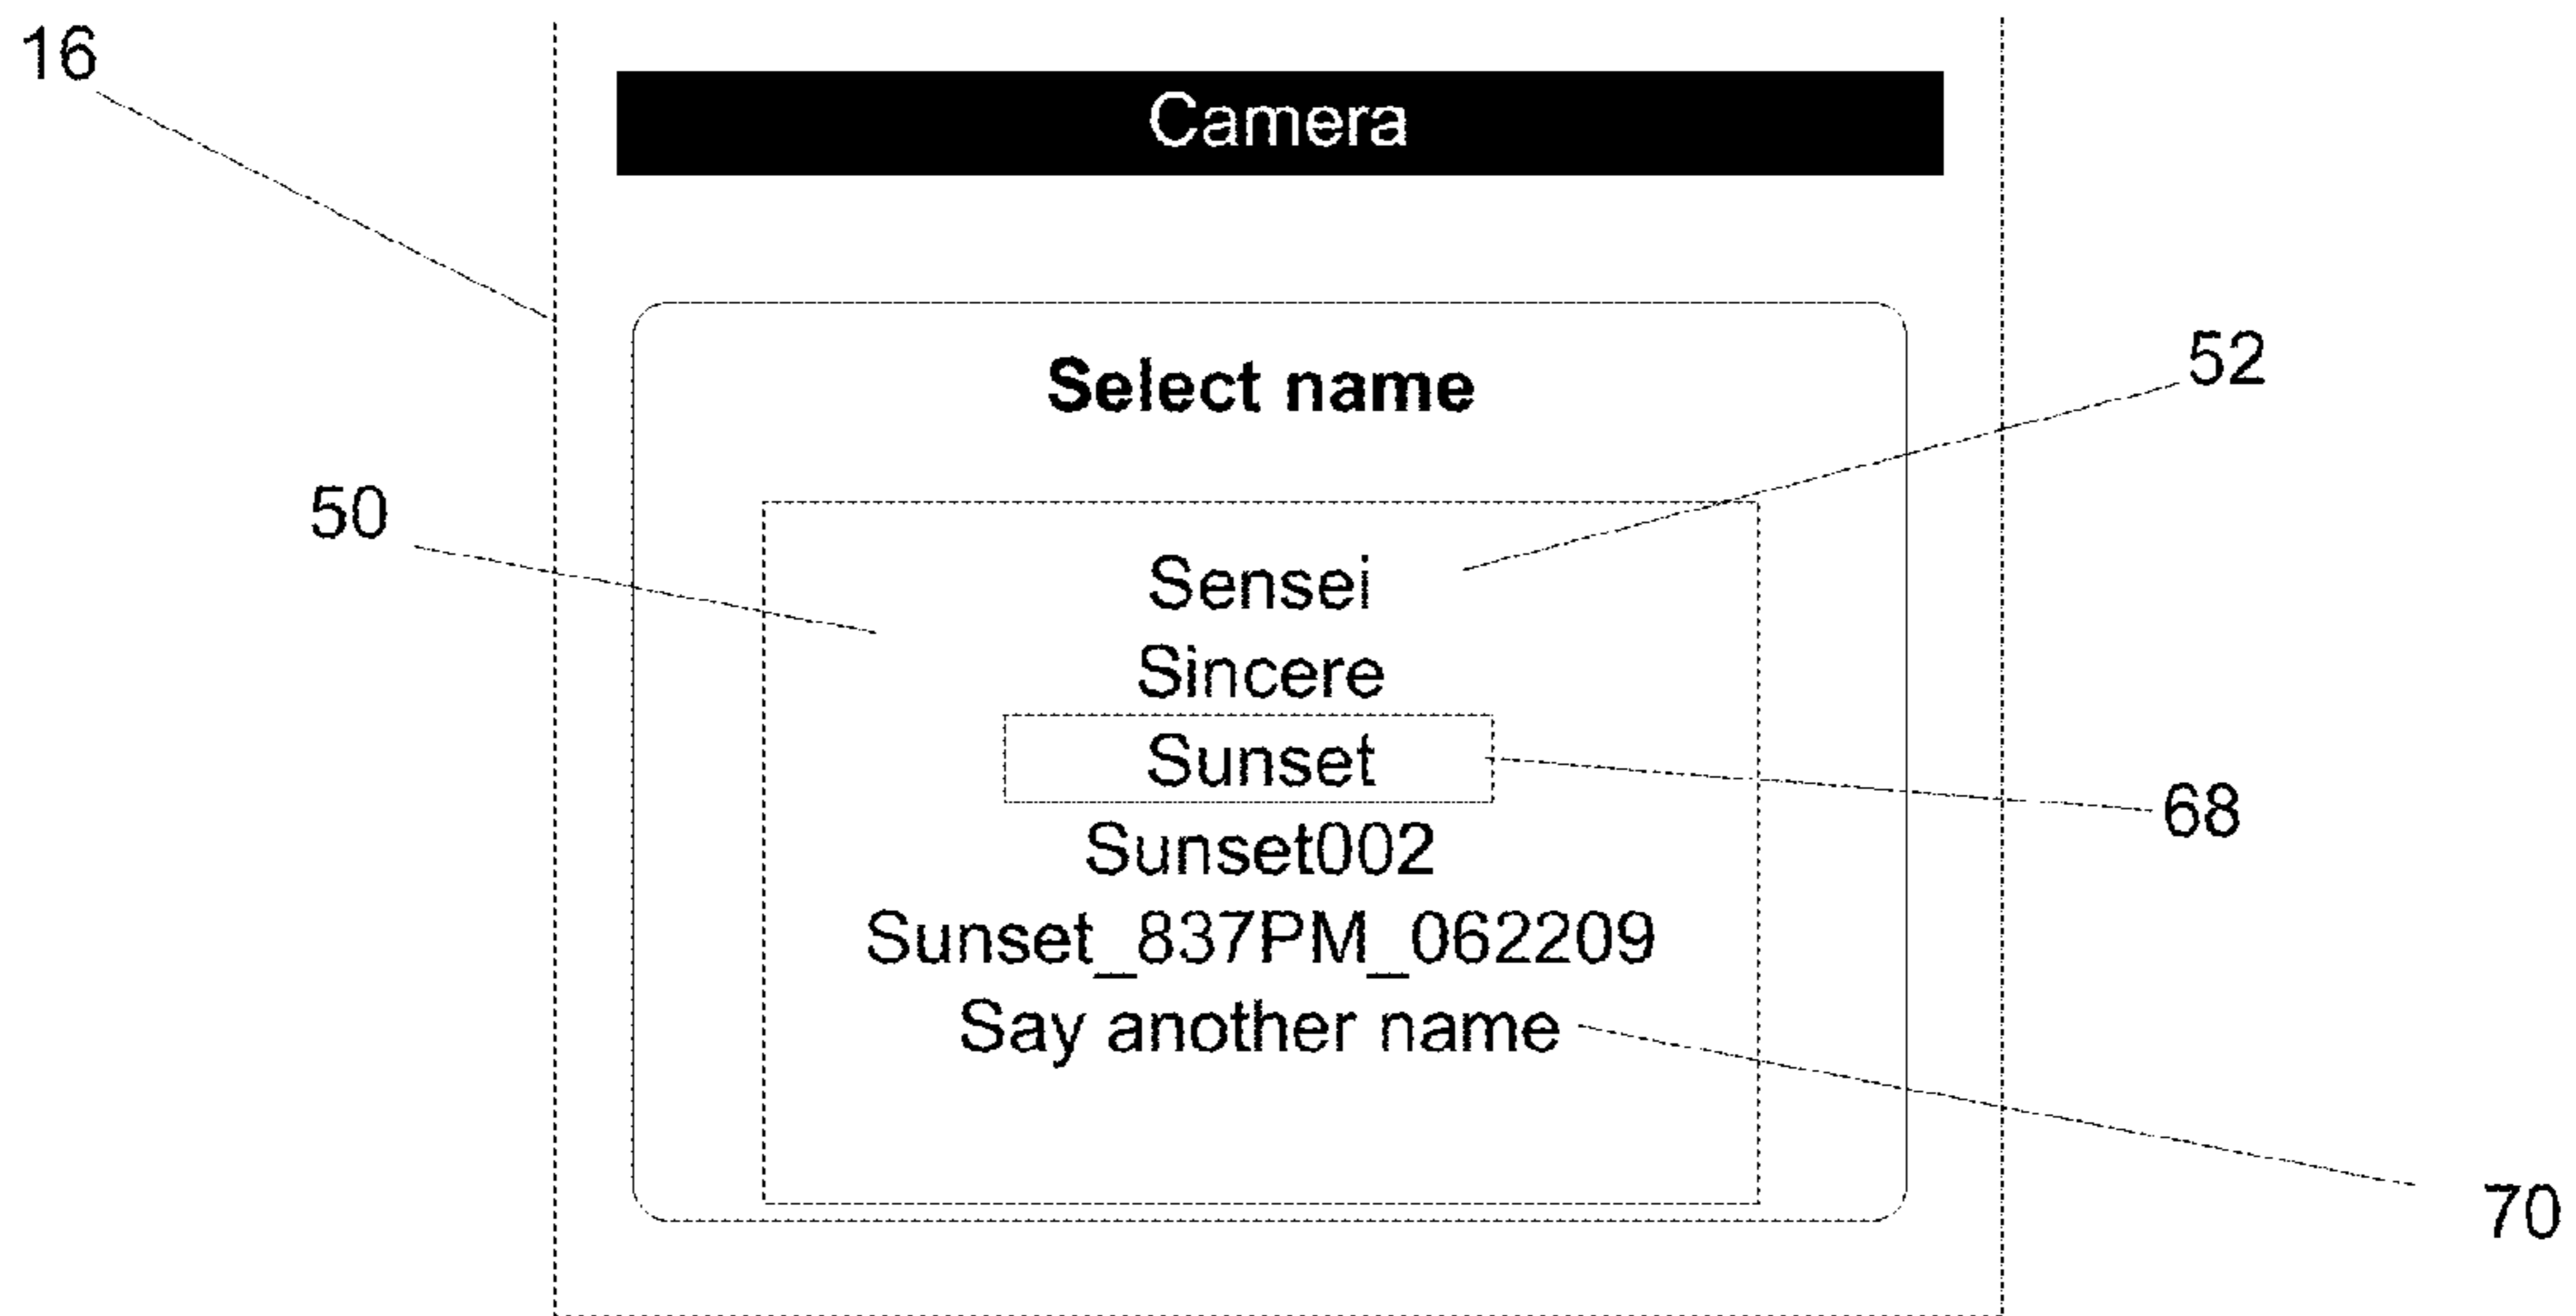 16
Camera
Select name
52
50
Sensei
Sincere
Sunset
68
Sunset002
Sunset_837PM_062209
Say another name
70